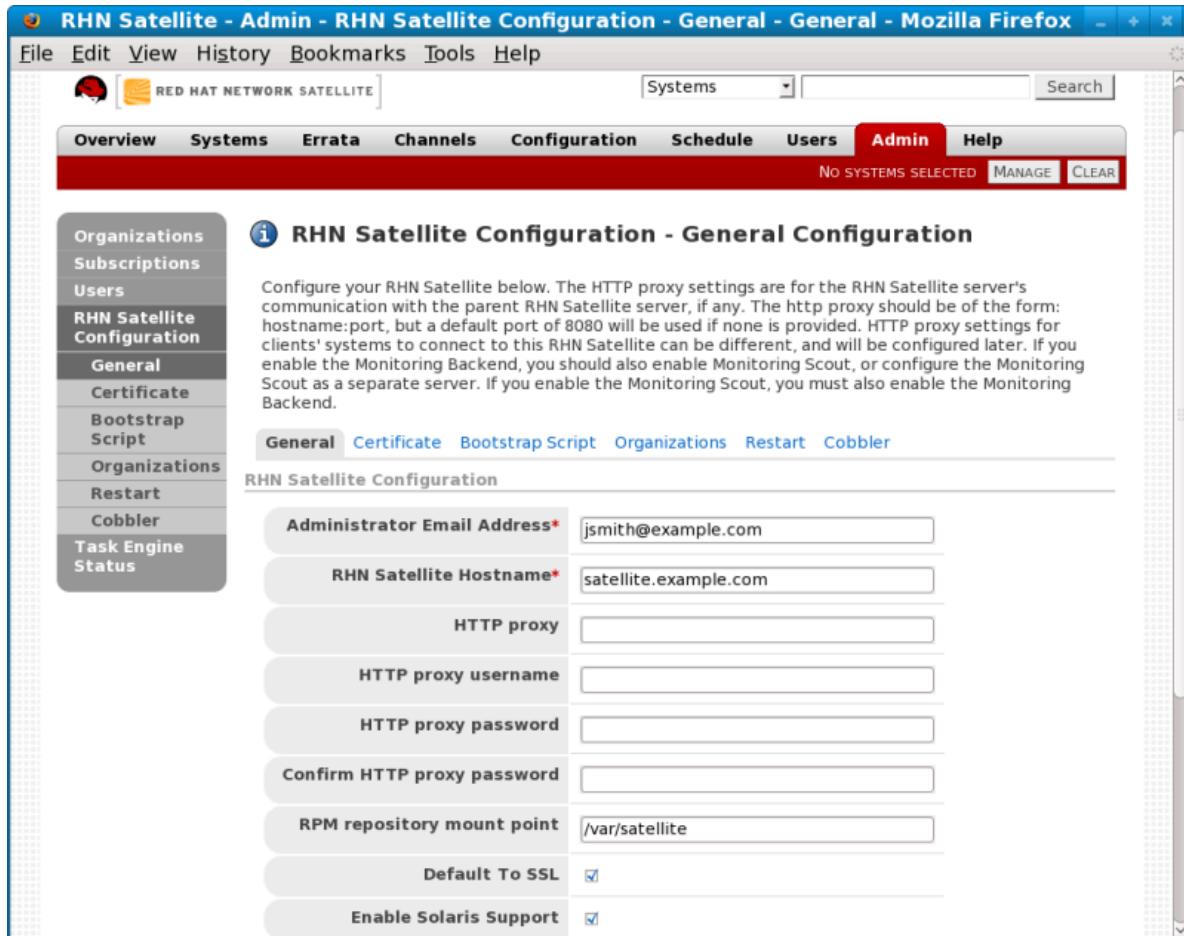 RHN Satellite - Admin - RHN Satellite Configuration - General - General - Mozilla Firefox
File Edit View History Bookmarks Tools Help
RED HAT NETWORK SATELLITE
Systems
Search
Overview Systems Errata Channels Configuration Schedule Users Admin Help
NO SYSTEMS SELECTED MANAGE CLEAR
Organizations
Subscriptions
Users
RHN Satellite
Configuration
General
Certificate
Bootstrap
Script
Organizations
Restart
Cobbler
Task Engine
Status
RHN Satellite Configuration - General Configuration
Configure your RHN Satellite below. The HTTP proxy settings are for the RHN Satellite server's
communication with the parent RHN Satellite server, if any. The http proxy should be of the form:
hostname:port, but a default port of 8080 will be used if none is provided. HTTP proxy settings for
clients' systems to connect to this RHN Satellite can be different, and will be configured later. If you
enable the Monitoring Backend, you should also enable Monitoring Scout, or configure the Monitoring
Scout as a separate server. If you enable the Monitoring Scout, you must also enable the Monitoring
Backend.
General Certificate Bootstrap Script Organizations Restart Cobbler
RHN Satellite Configuration
Administrator Email Address* jsmith@example.com
RHN Satellite Hostname* satellite.example.com
HTTP proxy
HTTP proxy username
HTTP proxy password
Confirm HTTP proxy password
RPM repository mount point /var/satellite
Default To SSL
Enable Solaris Support